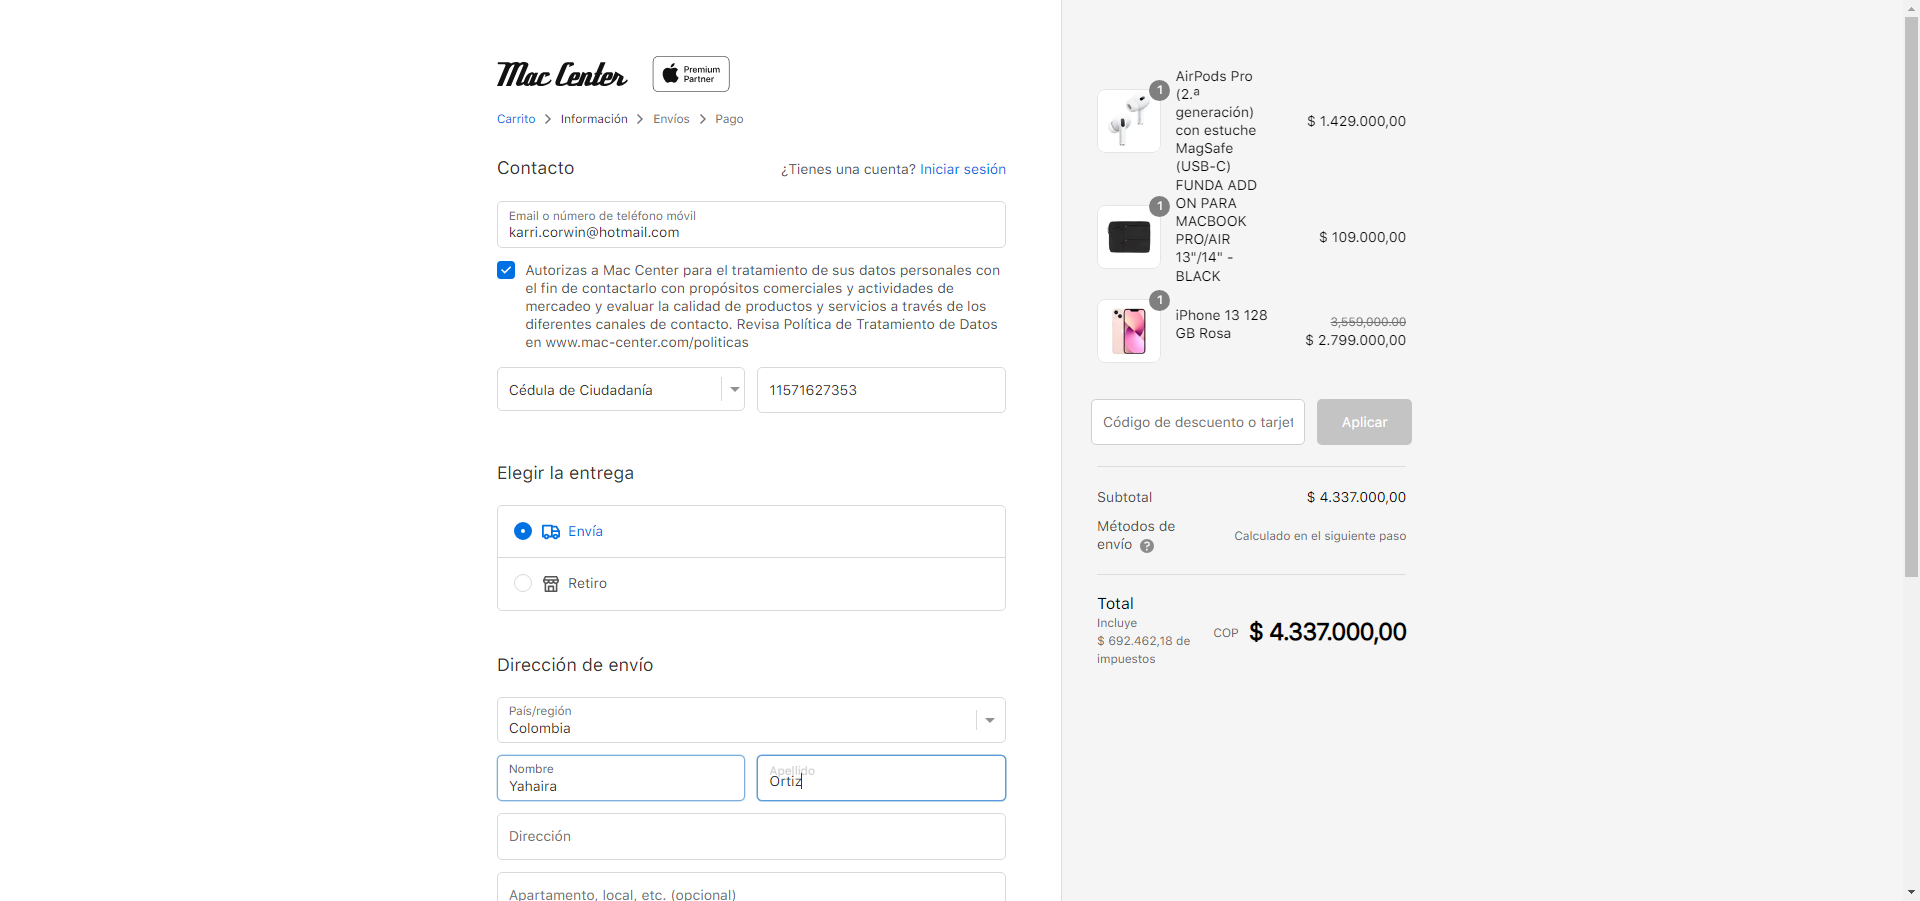 Mac Center
Premium
Partner
Carrito > Información > Envíos > Pago
Contacto
¿Tienes una cuenta? Iniciar sesión
Email o número de teléfono móvil
karri.corwin@hotmail.com
Autorizas a Mac Center para el tratamiento de sus datos personales con
el fin de contactarlo con propósitos comerciales y actividades de
mercadeo y evaluar la calidad de productos y servicios a través de los
diferentes canales de contacto. Revisa Política de Tratamiento de Datos
en www.mac-center.com/politicas
Cédula de Ciudadanía
11571627353
Elegir la entrega
Envía
Retiro
Dirección de envío
País/región
Colombia
Nombre
Yahaira
Apellido
Ortiz
Dirección
Apartamento, local, etc. (opcional)
1
AirPods Pro
(2.ª
generación)
con estuche
MagSafe
(USB-C)
$ 1.429.000,00
1
FUNDA ADD
ON PARA
MACBOOK
PRO/AIR
13"/14" -
BLACK
$ 109.000,00
1
iPhone 13 128
GB Rosa
3,559,000.00
$ 2.799.000,00
Código de descuento o tarjet
Aplicar
Subtotal
$ 4.337.000,00
Métodos de
envío ?
Calculado en el siguiente paso
Total
Incluye
$ 692.462,18 de
impuestos
COP $ 4.337.000,00